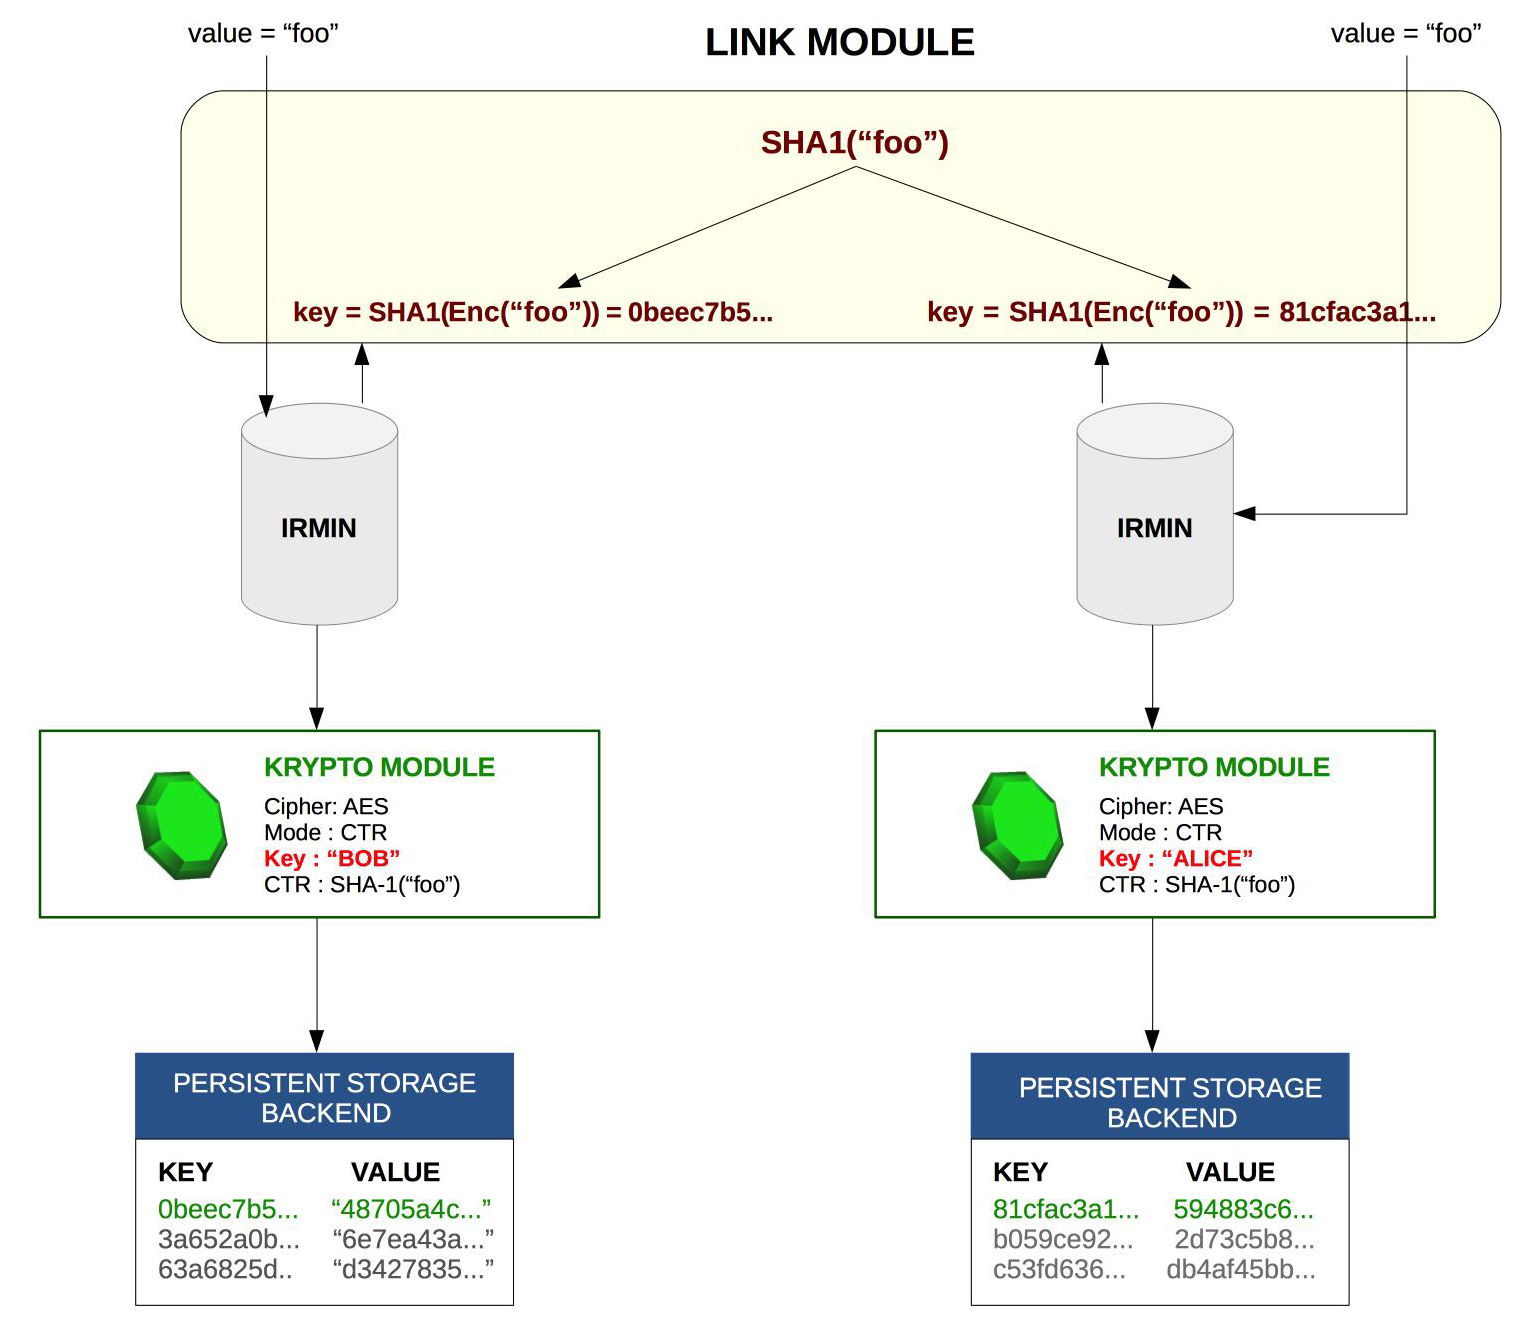 value = “foo”
LINK MODULE
value = “foo”
SHA1(“foo”)
key = SHA1(Enc(“foo”)) = 0beec7b5...
key = SHA1(Enc(“foo”)) = 81cfac3a1...
IRMIN
IRMIN
KRYPTO MODULE
Cipher: AES
Mode : CTR
Key : “BOB”
CTR : SHA-1(“foo”)
KRYPTO MODULE
Cipher: AES
Mode : CTR
Key : “ALICE”
CTR : SHA-1(“foo”)
PERSISTENT STORAGE
BACKEND
KEY VALUE
0beec7b5... “48705a4c...”
3a652a0b... “6e7ea43a...”
63a6825d.. “d3427835...”
PERSISTENT STORAGE
BACKEND
KEY VALUE
81cfac3a1... 594883c6...
b059ce92... 2d73c5b8...
c53fd636... db4af45bb...